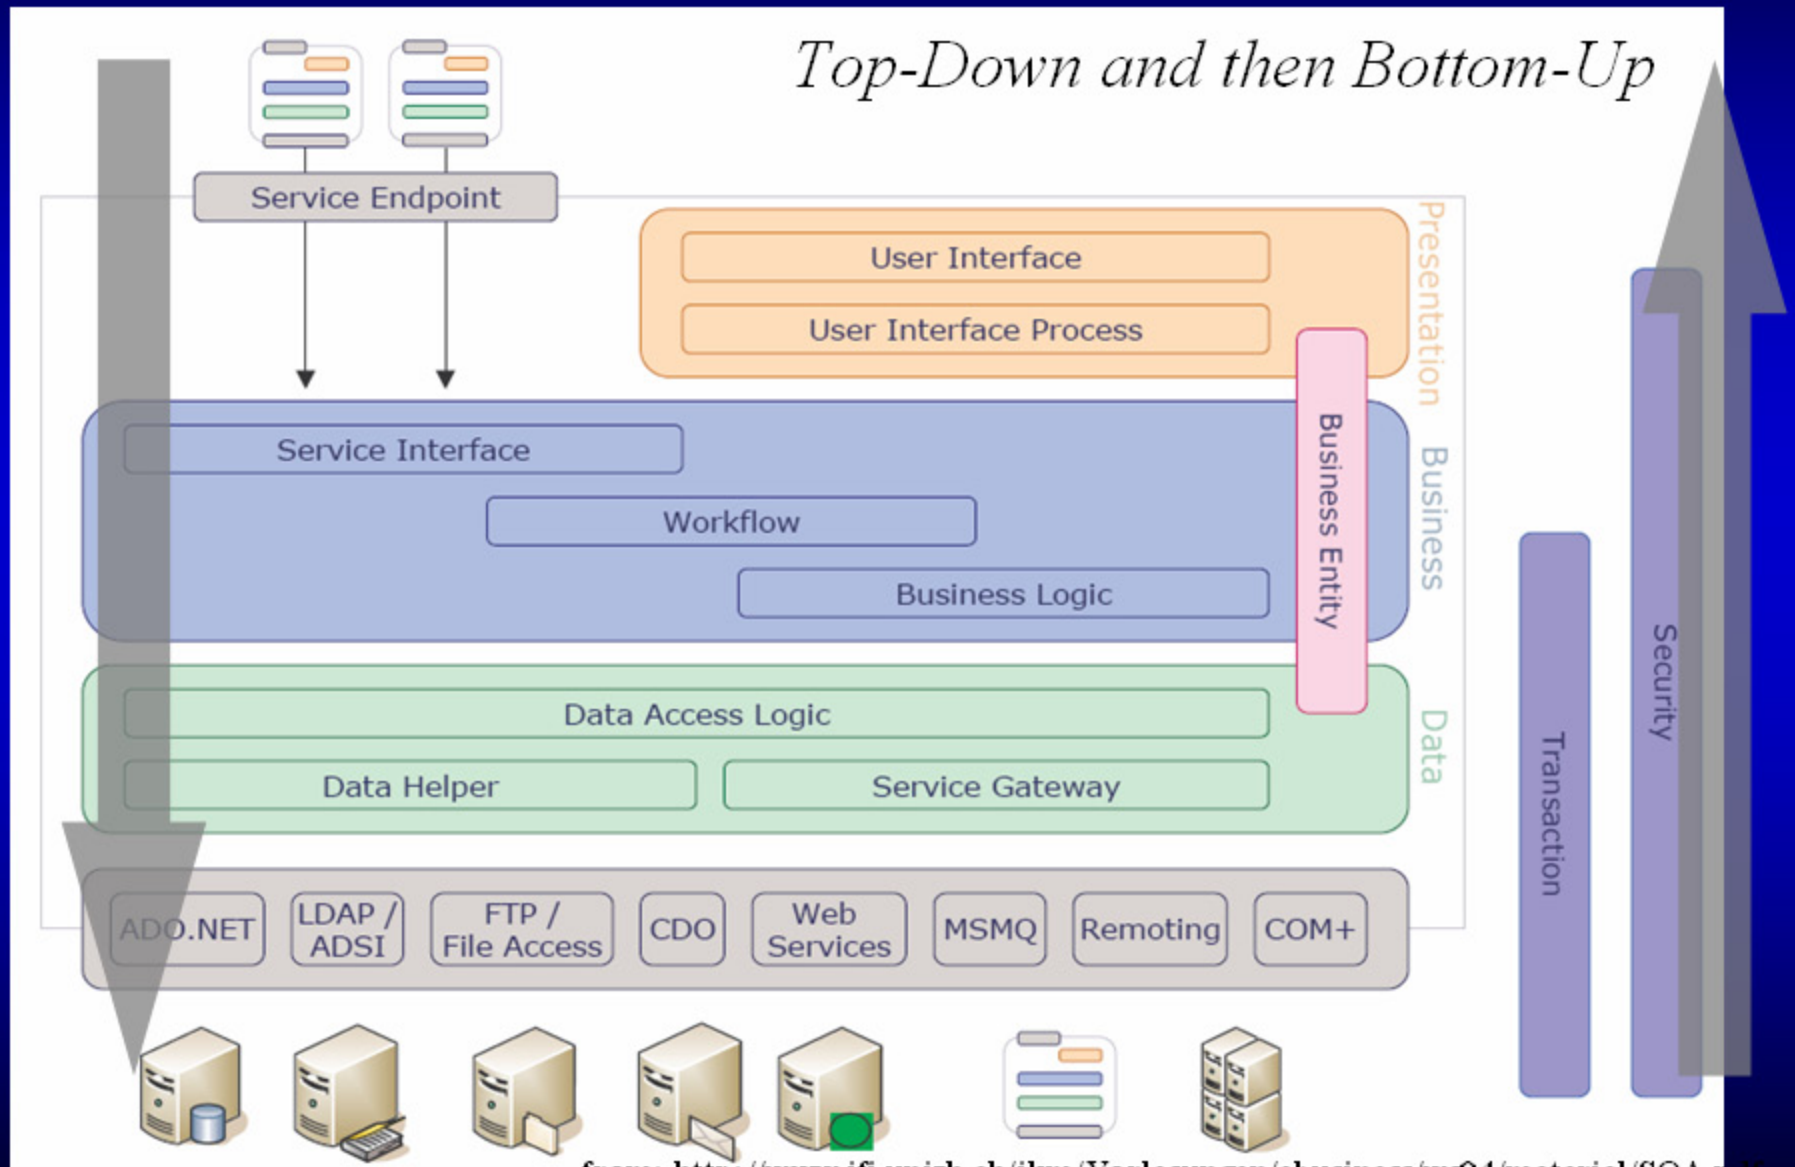 Top-Down and then Bottom-Up
Service Endpoint
User Interface
User Interface Process
Presentation
Service Interface
Workflow
Business Logic
Business Entity
Business
Data Access Logic
Data Helper
Service Gateway
Data
ADO.NET
LDAP /
ADSI
FTP /
File Access
CDO
Web
Services
MSMQ
Remoting
COM+
Transaction
Security